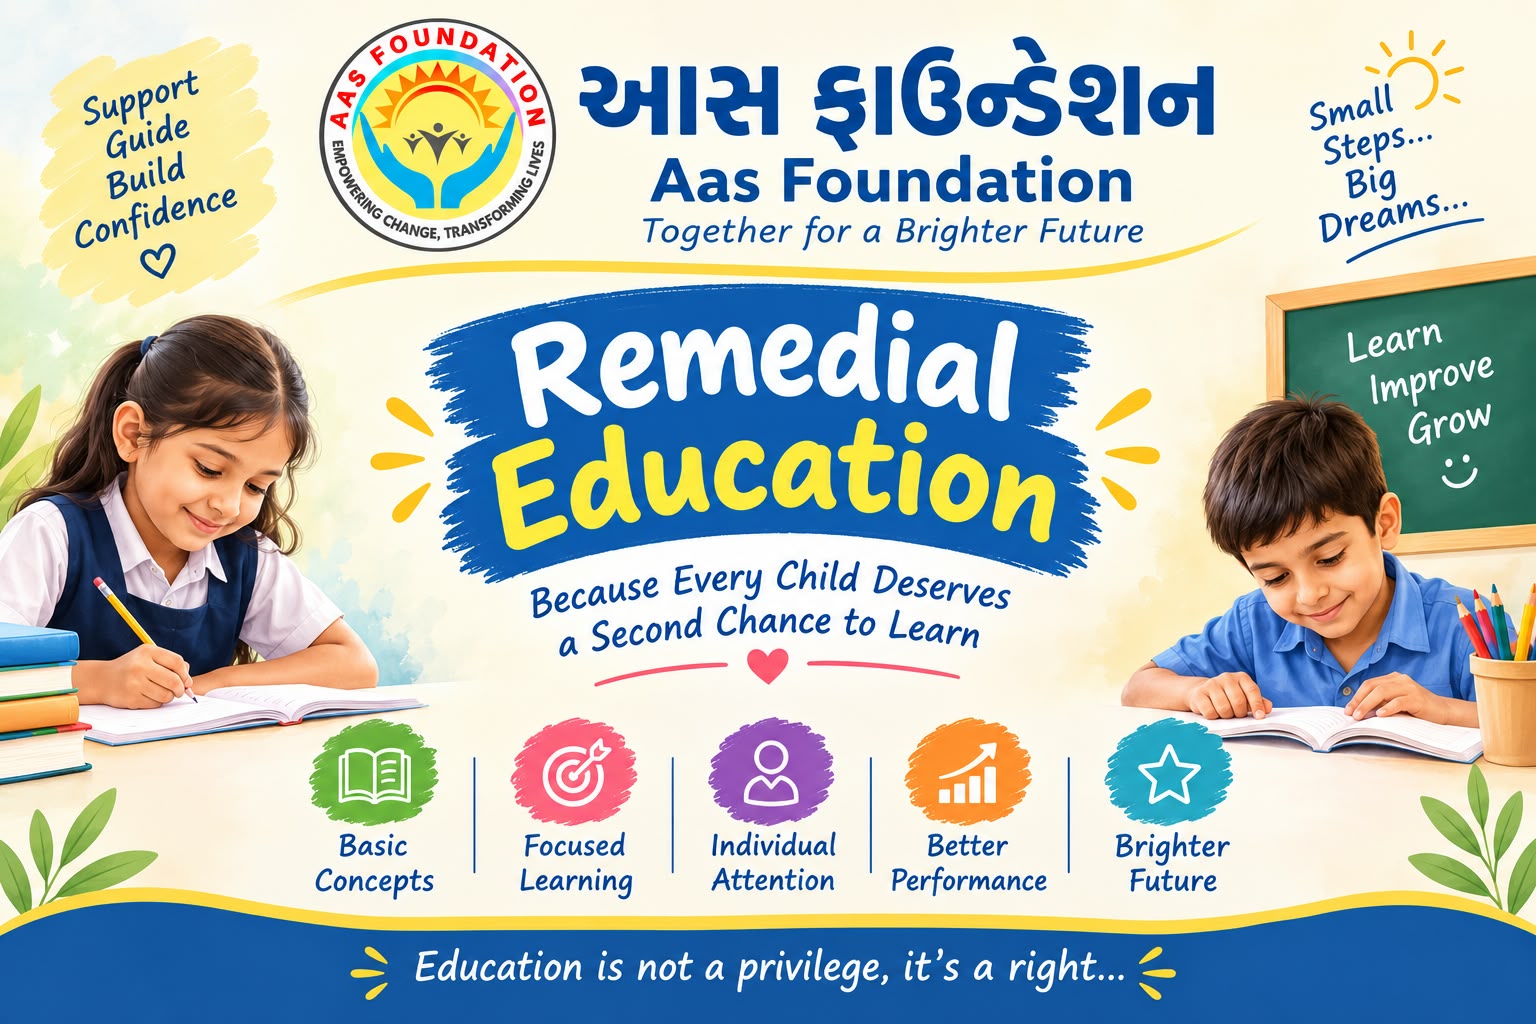 Support
Guide
Build
Confidence
AAS FOUNDATION
EMPOWERING CHANGE, TRANSFORMING LIVES
આસ ફાઉન્ડેશન
Aas Foundation
Together for a Brighter Future
Small
Steps...
Big
Dreams...
Learn
Improve
Grow
Remedial
Education
Because Every Child Deserves
a Second Chance to Learn
Basic
Concepts
Focused
Learning
Individual
Attention
Better
Performance
Brighter
Future
Education is not a privilege, it's a right...